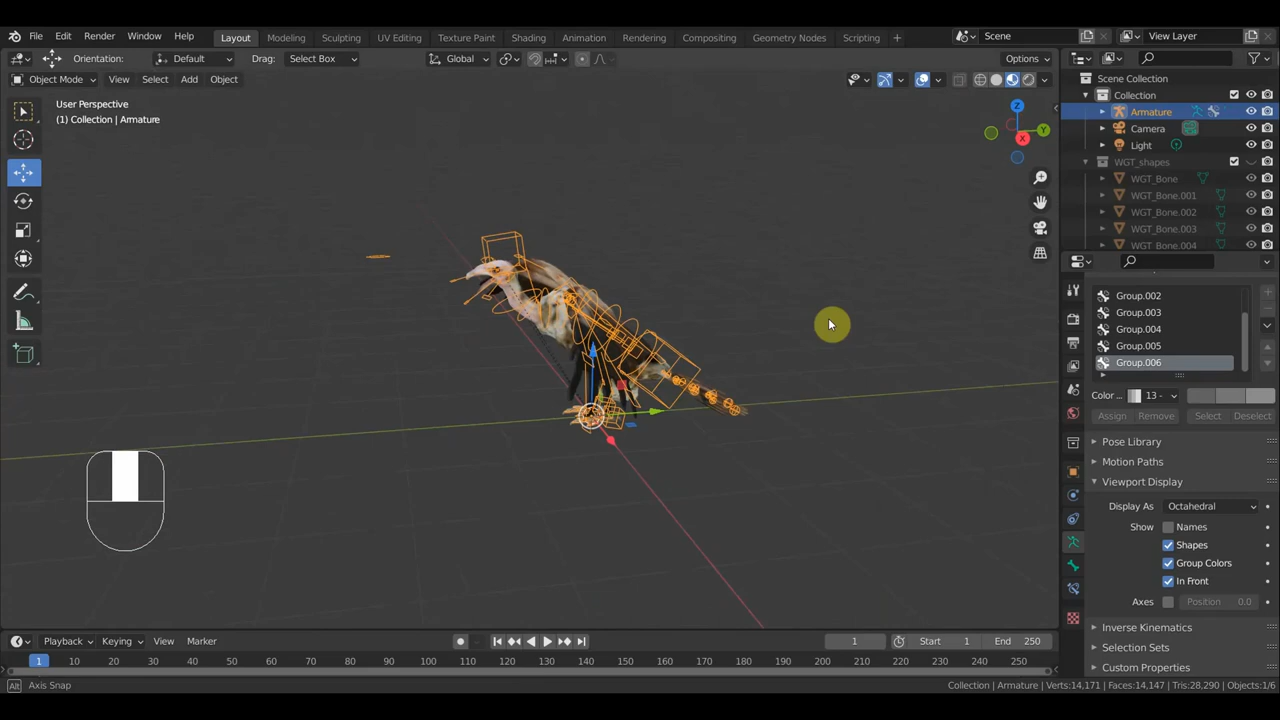 File Edit Render Window Help Layout Modeling Sculpting UV Editing Texture Paint Shading Animation Rendering Compositing Geometry Nodes Scripting + Scene View Layer
Orientation: Default Drag: Select Box Global Options
Object Mode View Select Add Object
Scene Collection
Collection
Armature
Camera
Light
WGT_shapes
WGT_Bone
WGT_Bone.001
WGT_Bone.002
WGT_Bone.003
WGT_Bone.004
User Perspective
(1) Collection | Armature
Z
Y
X
Group.002
Group.003
Group.004
Group.005
Group.006
Color ... 13 -
Assign Remove Select Deselect
Pose Library
Motion Paths
Viewport Display
Display As Octahedral
Show Names
Shapes
Group Colors
In Front
Axes Position 0.0
Inverse Kinematics
Selection Sets
Custom Properties
Playback Keying View Marker 1 Start 1 End 250
1 10 20 30 40 50 60 70 80 90 100 110 120 130 140 150 160 170 180 190 200 210 220 230 240 250
Alt Axis Snap Collection | Armature Verts:14,171 | Faces:14,147 | Tris:28,290 | Objects:1/6